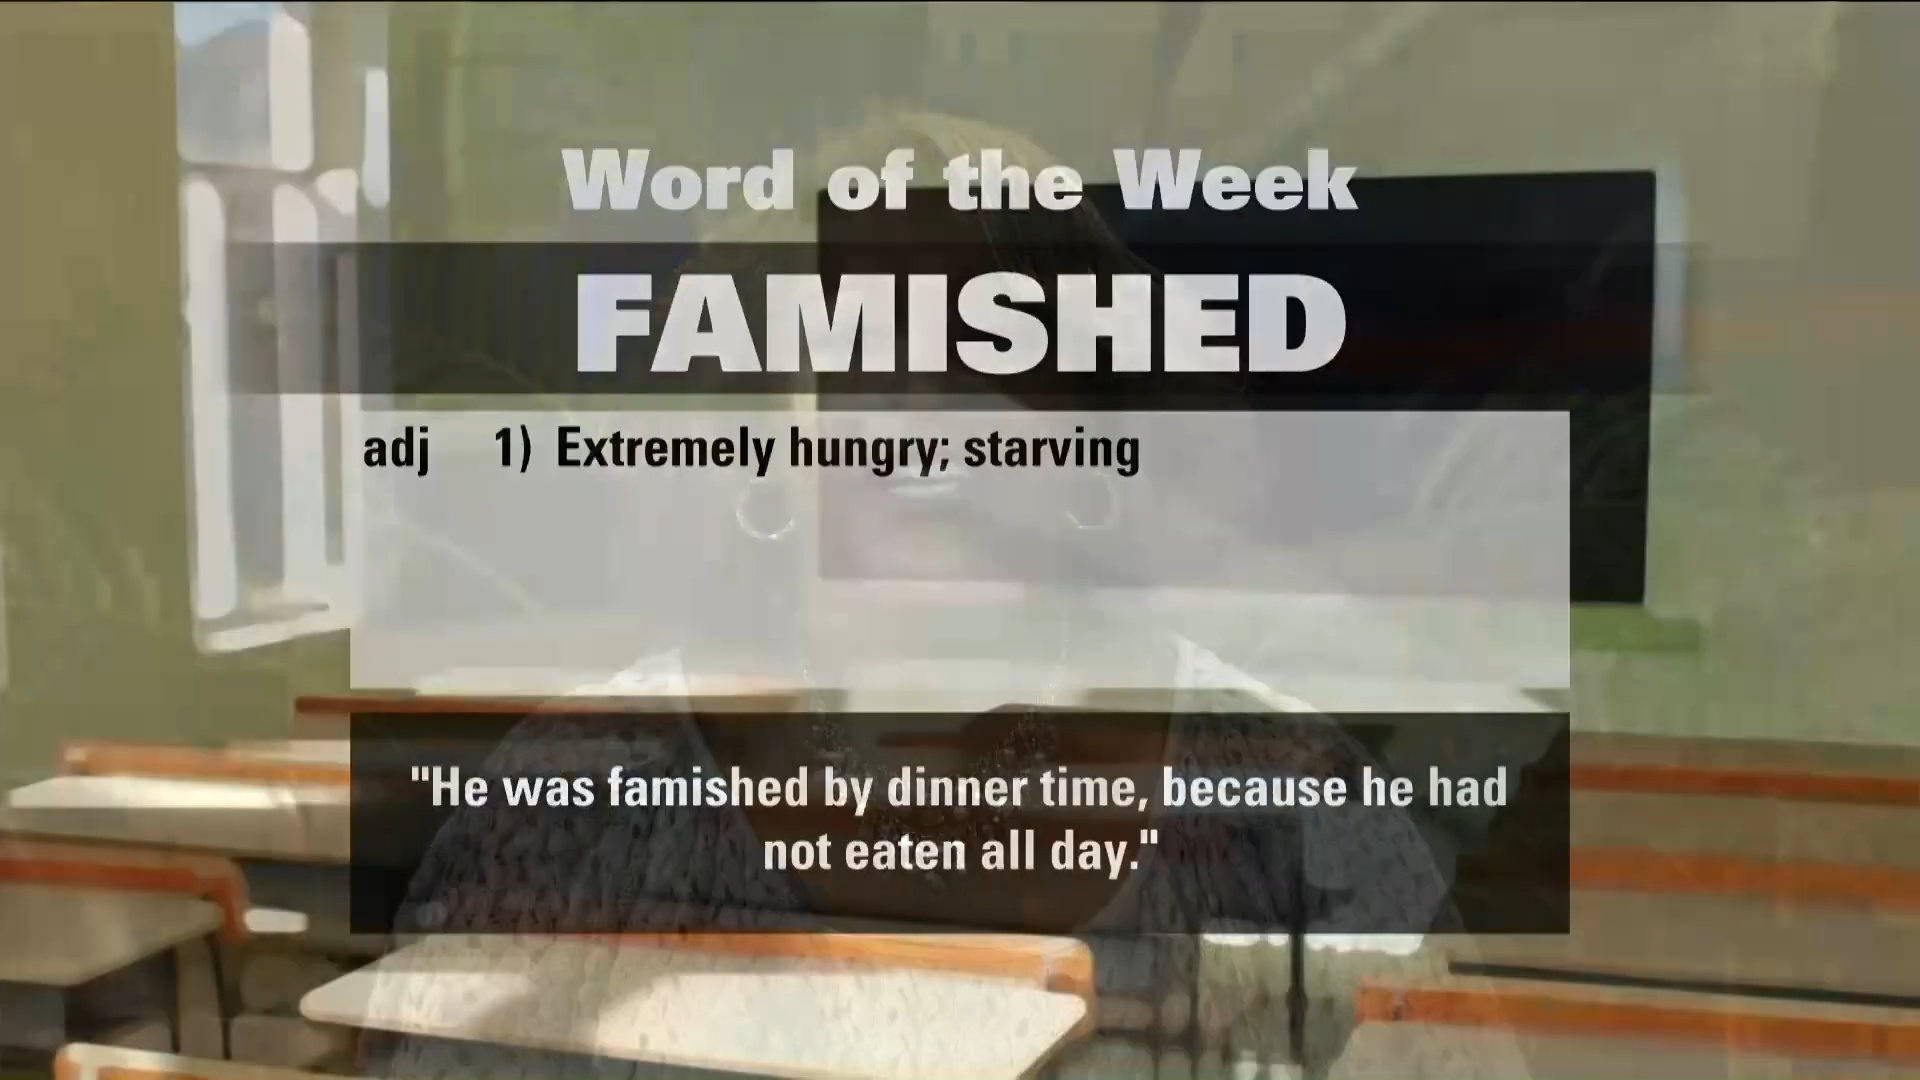 Word of the Week
FAMISHED
adj 1) Extremely hungry; starving
"He was famished by dinner time, because he had
not eaten all day."